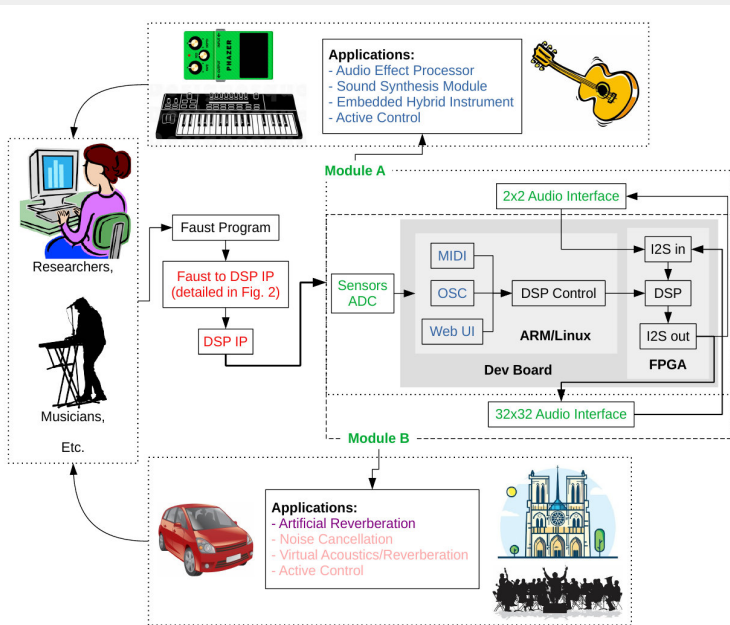 PHAZER
Applications:
- Audio Effect Processor
- Sound Synthesis Module
- Embedded Hybrid Instrument
- Active Control
Researchers,
Musicians,
Etc.
Faust Program
Faust to DSP IP
(detailed in Fig. 2)
DSP IP
Module A
2x2 Audio Interface
Sensors
ADC
MIDI
OSC
Web UI
DSP Control
ARM/Linux
Dev Board
I2S in
DSP
I2S out
FPGA
32x32 Audio Interface
Module B
Applications:
- Artificial Reverberation
- Noise Cancellation
- Virtual Acoustics/Reverberation
- Active Control